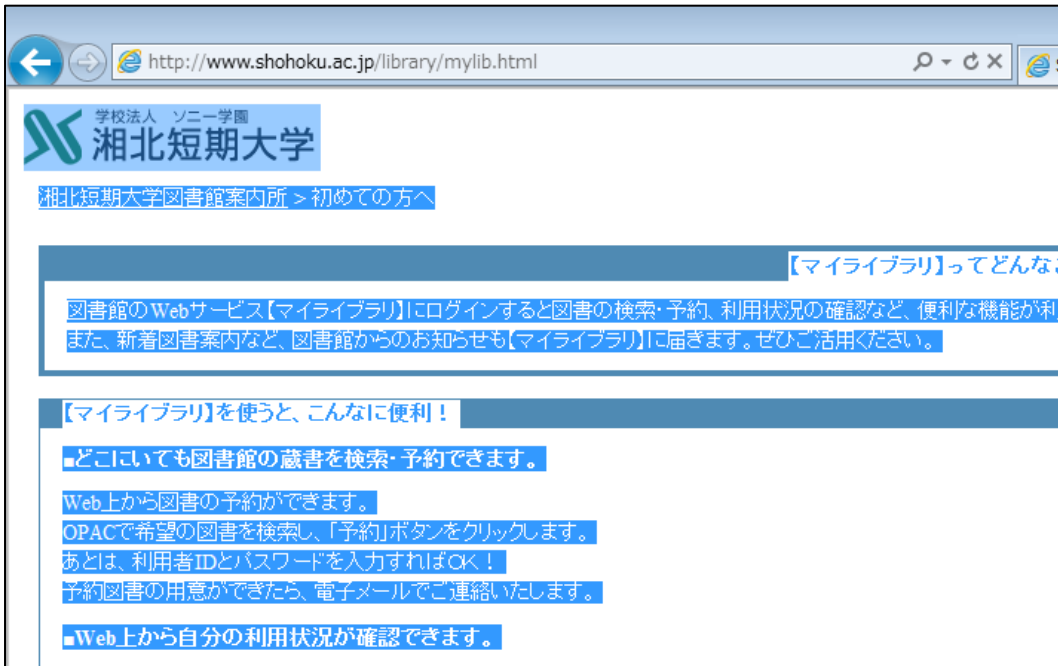 http://www.shohoku.ac.jp/library/mylib.html
学校法人 ソニー学園
湘北短期大学
湘北短期大学図書館案内所 > 初めての方へ
【マイライブラリ】ってどんな
図書館のWebサービス【マイライブラリ】にログインすると図書の検索・予約、利用状況の確認など、便利な機能が利
また、新着図書案内など、図書館からのお知らせも【マイライブラリ】に届きます。ぜひご活用ください。
【マイライブラリ】を使うと、こんなに便利！
■どこにいても図書館の蔵書を検索・予約できます。
Web上から図書の予約ができます。
OPACで希望の図書を検索し、「予約」ボタンをクリックします。
あとは、利用者IDとパスワードを入力すればOK！
予約図書の用意ができたら、電子メールでご連絡いたします。
■Web上から自分の利用状況が確認できます。